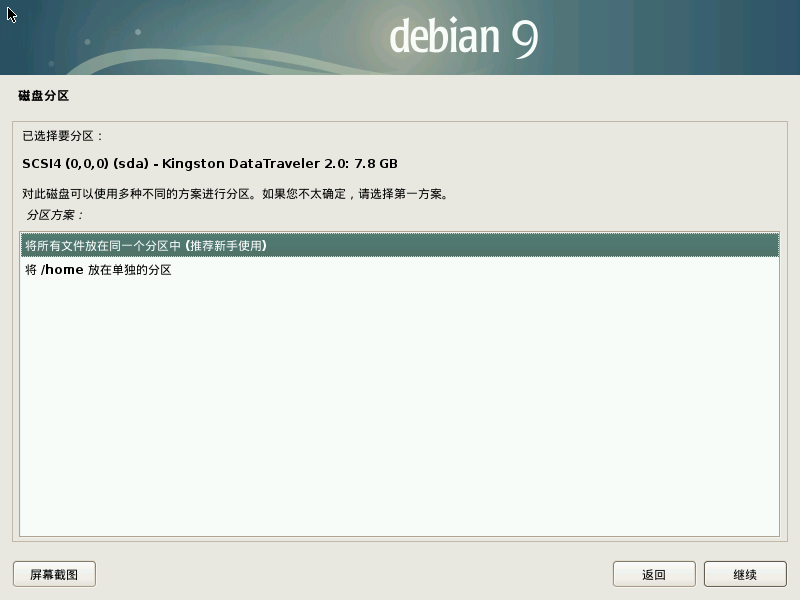 debian 9
磁盘分区
已选择要分区：
SCSI4 (0,0,0) (sda) - Kingston DataTraveler 2.0: 7.8 GB
对此磁盘可以使用多种不同的方案进行分区。如果您不太确定，请选择第一方案。
分区方案：
将所有文件放在同一个分区中 (推荐新手使用)
将 /home 放在单独的分区
屏幕截图
返回
继续